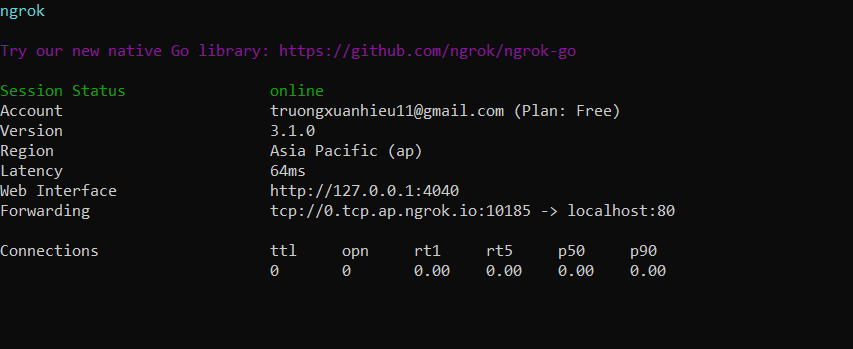 ngrok
Try our new native Go library: https://github.com/ngrok/ngrok-go
Session Status online
Account truongxuanhieu11@gmail.com (Plan: Free)
Version 3.1.0
Region Asia Pacific (ap)
Latency 64ms
Web Interface http://127.0.0.1:4040
Forwarding tcp://0.tcp.ap.ngrok.io:10185 -> localhost:80
Connections ttl opn rt1 rt5 p50 p90
0 0 0.00 0.00 0.00 0.00